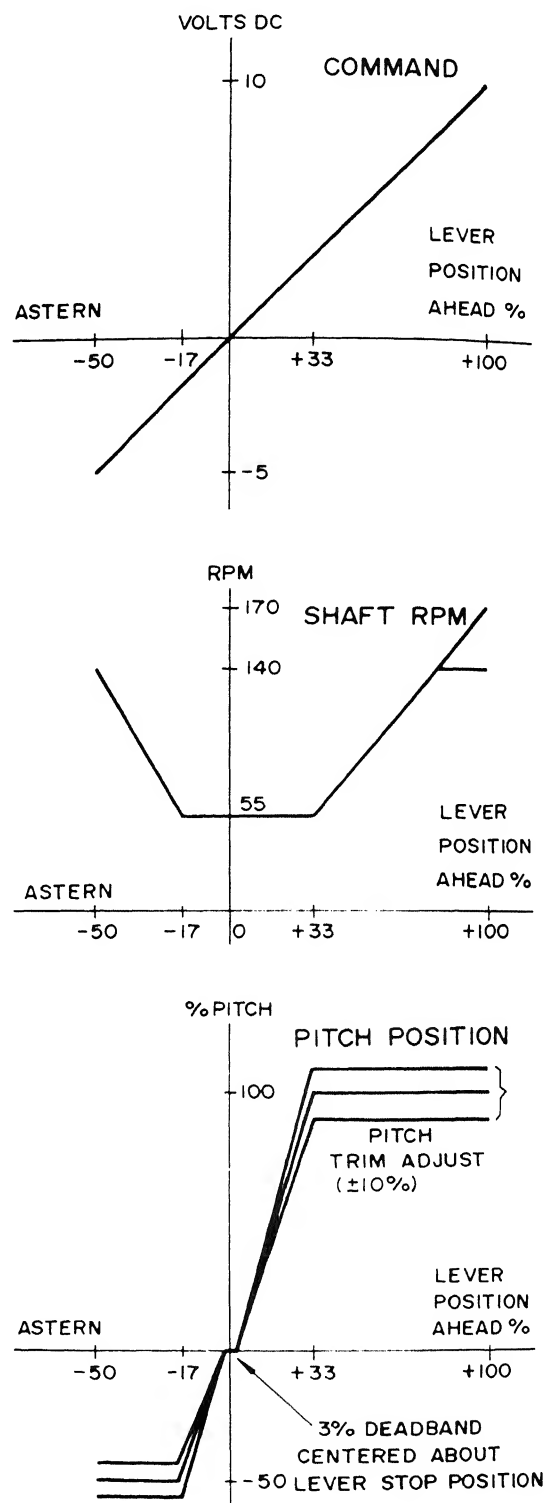 VOLTS DC
10
COMMAND
LEVER
POSITION
AHEAD %
ASTERN
-50 -17 +33 +100
-5
RPM
170
SHAFT RPM
140
55
LEVER
POSITION
AHEAD %
ASTERN
-50 -17 0 +33 +100
% PITCH
PITCH POSITION
100
PITCH
TRIM ADJUST
(±10%)
LEVER
POSITION
AHEAD %
ASTERN
-50 -17 +33 +100
3% DEADBAND
CENTERED ABOUT
LEVER STOP POSITION
-50